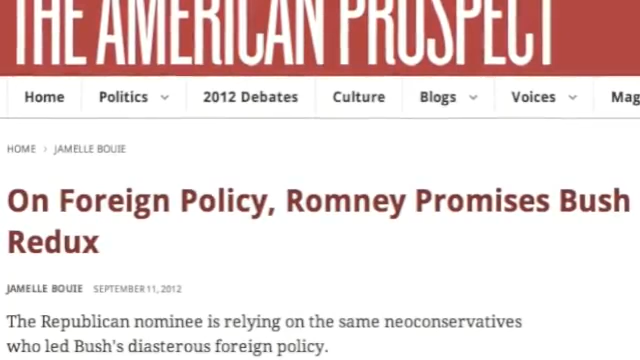 THE AMERICAN PROSPECT
Home Politics 2012 Debates Culture Blogs Voices Mag
HOME > JAMELLE BOUIE
On Foreign Policy, Romney Promises Bush
Redux
JAMELLE BOUIE SEPTEMBER 11, 2012
The Republican nominee is relying on the same neoconservatives
who led Bush's diasterous foreign policy.